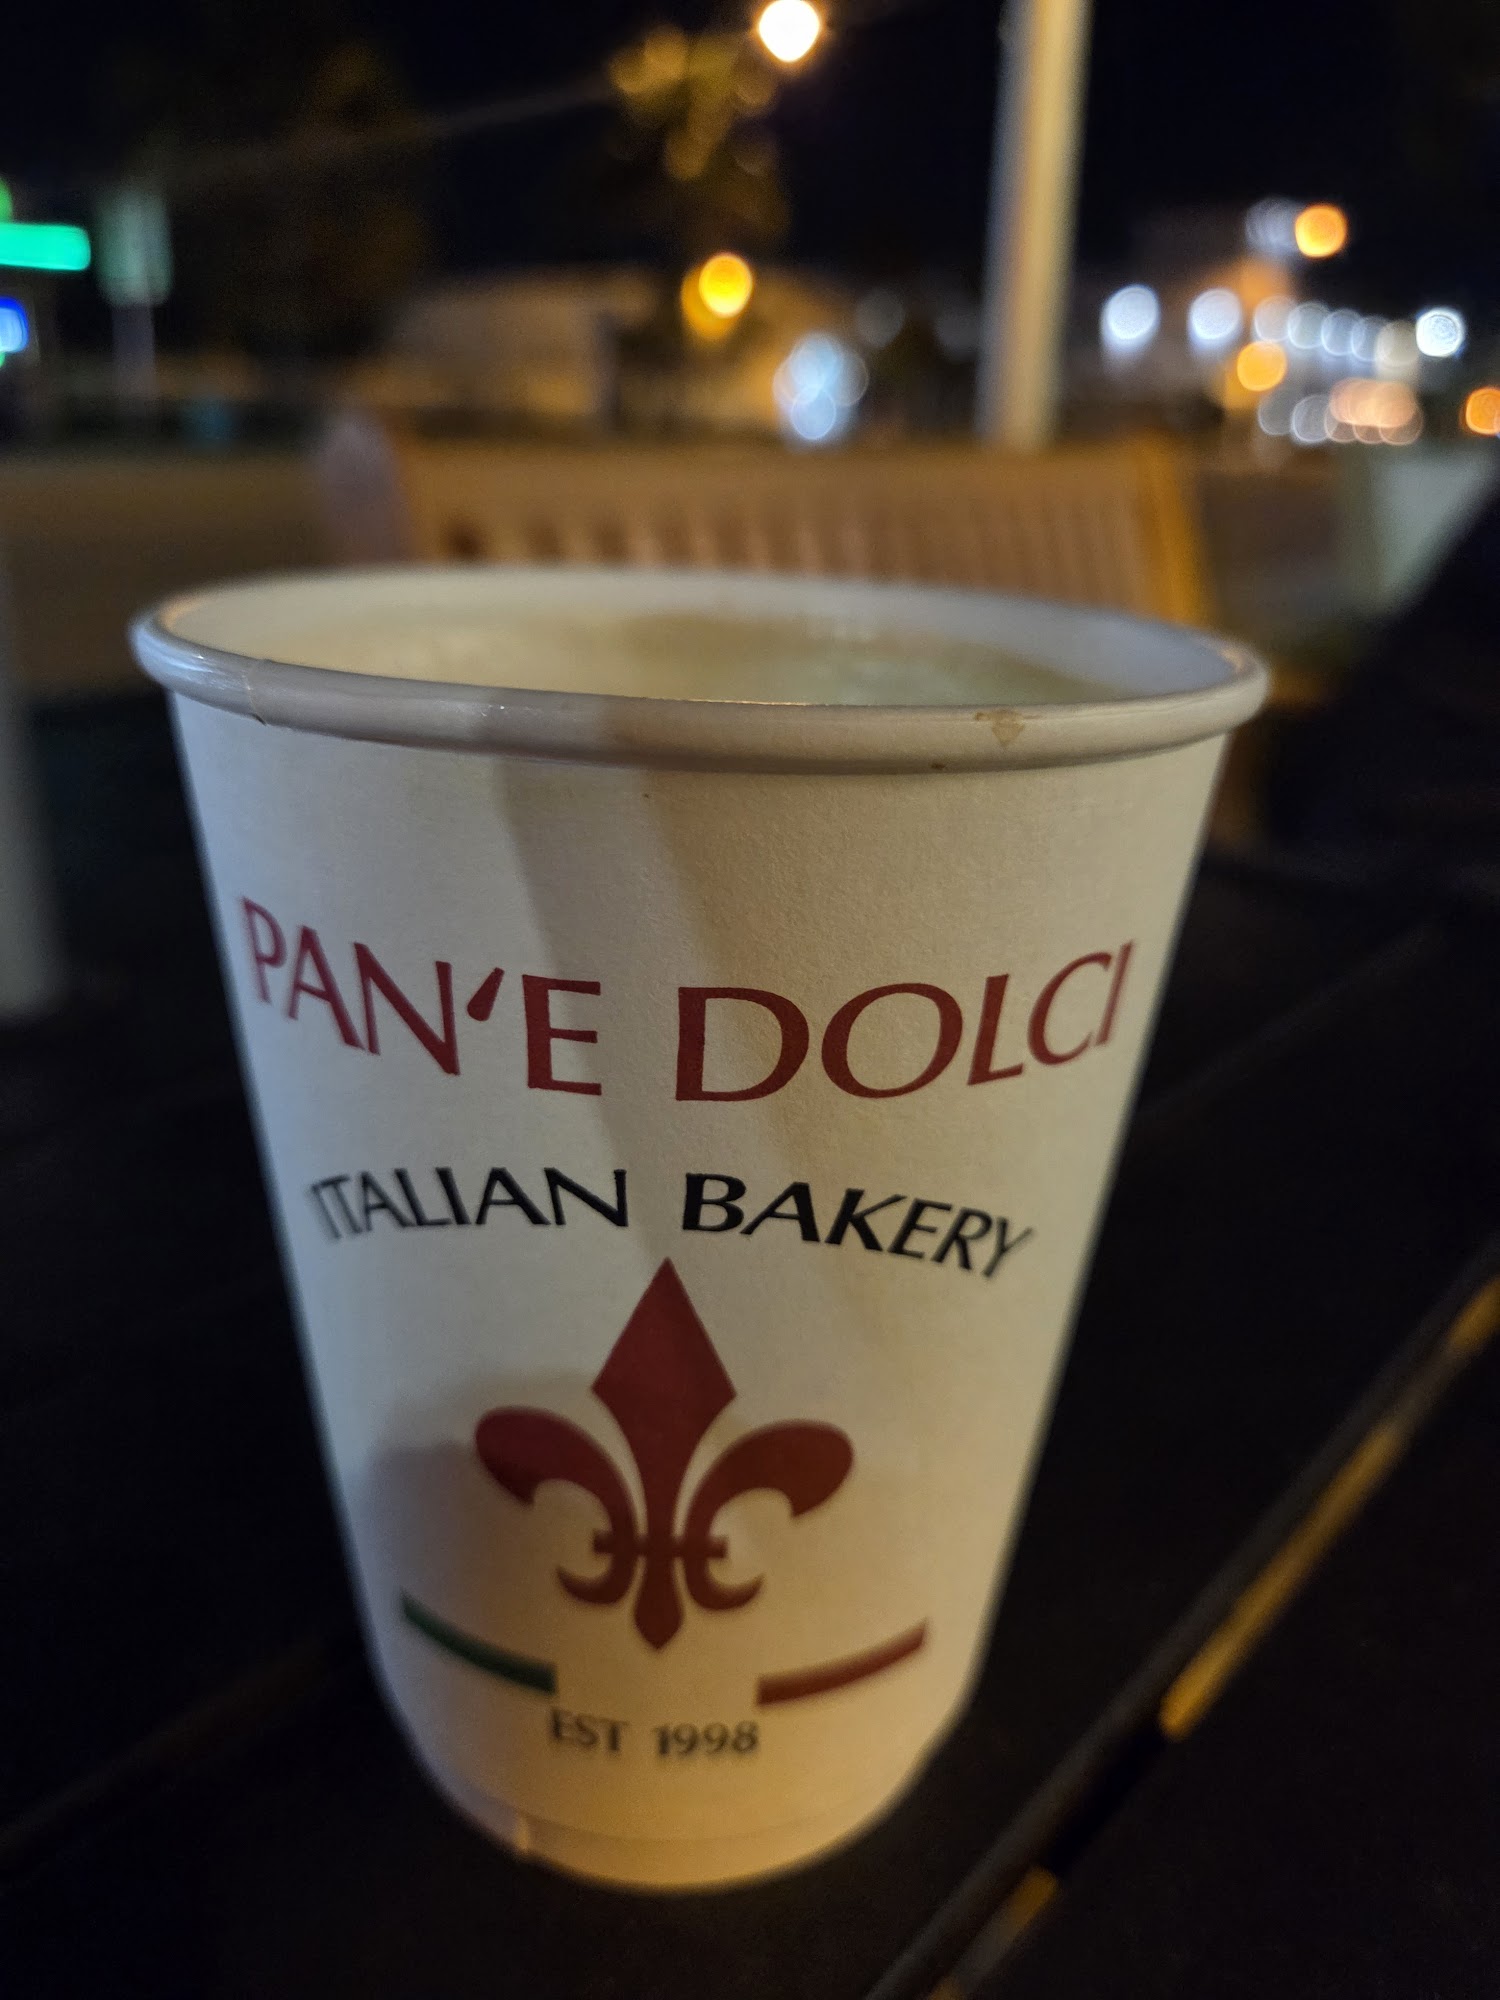 PAN'E DOLCI
ITALIAN BAKERY
EST 1998